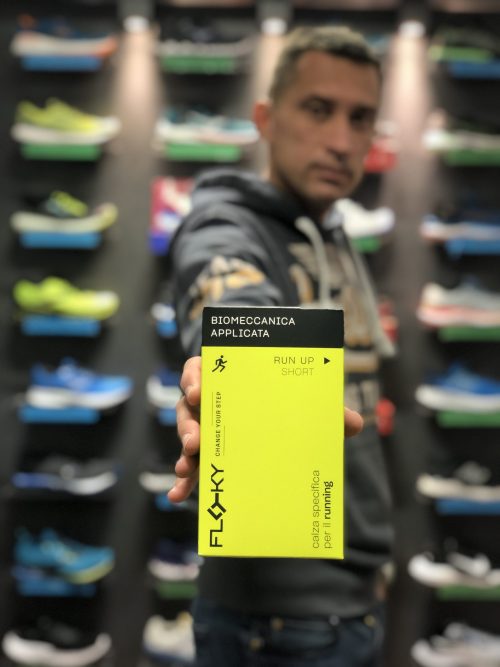 BIOMECCANICA
APPLICATA
RUN UP
SHORT
CHANGE YOUR STEP
FLOKY
calza specifica
per il running